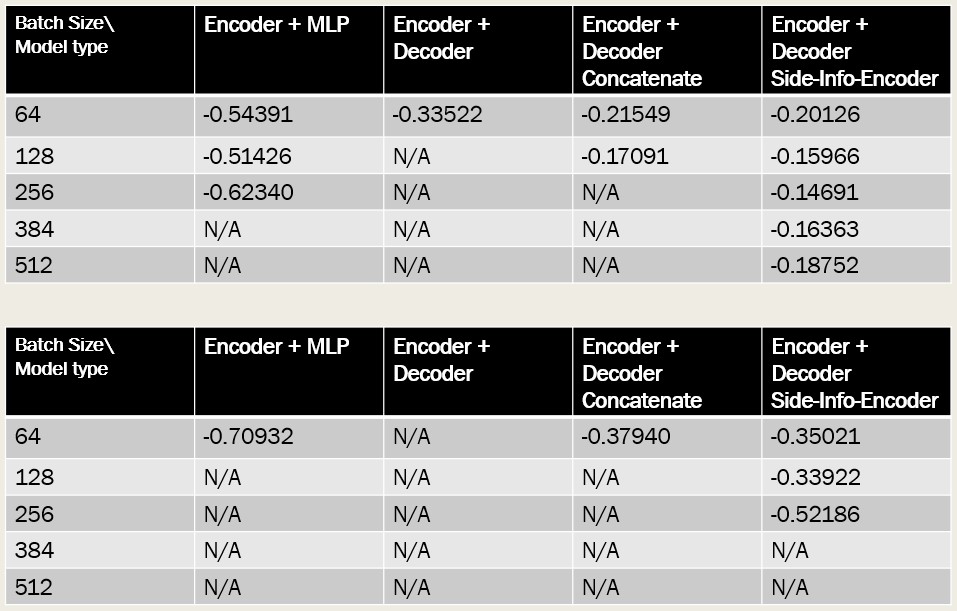 Batch Size\ Model type | Encoder + MLP | Encoder + Decoder | Encoder + Decoder Concatenate | Encoder + Decoder Side-Info-Encoder
64 | -0.54391 | -0.33522 | -0.21549 | -0.20126
128 | -0.51426 | N/A | -0.17091 | -0.15966
256 | -0.62340 | N/A | N/A | -0.14691
384 | N/A | N/A | N/A | -0.16363
512 | N/A | N/A | N/A | -0.18752
Batch Size\ Model type | Encoder + MLP | Encoder + Decoder | Encoder + Decoder Concatenate | Encoder + Decoder Side-Info-Encoder
64 | -0.70932 | N/A | -0.37940 | -0.35021
128 | N/A | N/A | N/A | -0.33922
256 | N/A | N/A | N/A | -0.52186
384 | N/A | N/A | N/A | N/A
512 | N/A | N/A | N/A | N/A